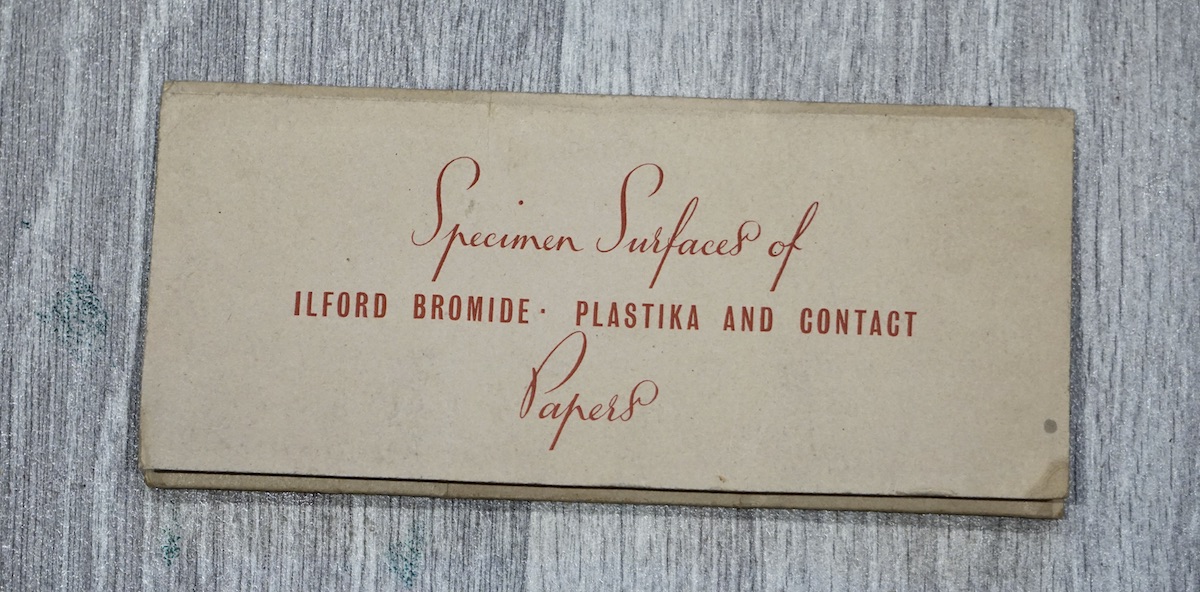 Specimen Surfaces of
ILFORD BROMIDE · PLASTIKA AND CONTACT
Papers